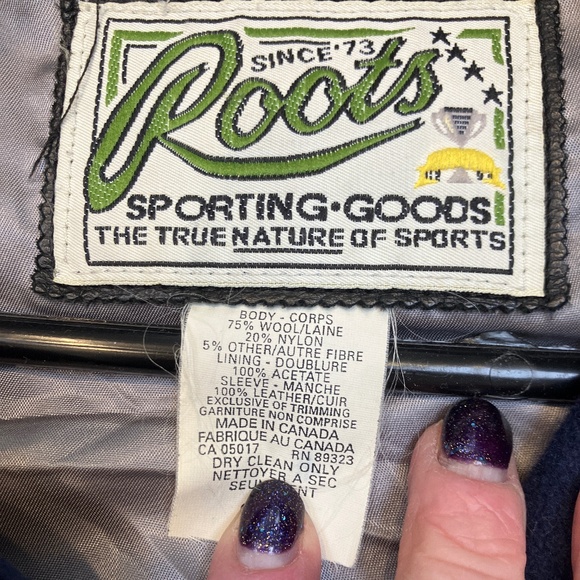 SINCE '73
Roots
SPORTING•GOODS
THE TRUE NATURE OF SPORTS
BODY - CORPS
75% WOOL/LAINE
20% NYLON
5% OTHER/AUTRE FIBRE
LINING - DOUBLURE
100% ACETATE
SLEEVE - MANCHE
100% LEATHER/CUIR
EXCLUSIVE OF TRIMMING
GARNITURE NON COMPRISE
MADE IN CANADA
FABRIQUE AU CANADA
CA 05017 RN 89323
DRY CLEAN ONLY
NETTOYER A SEC